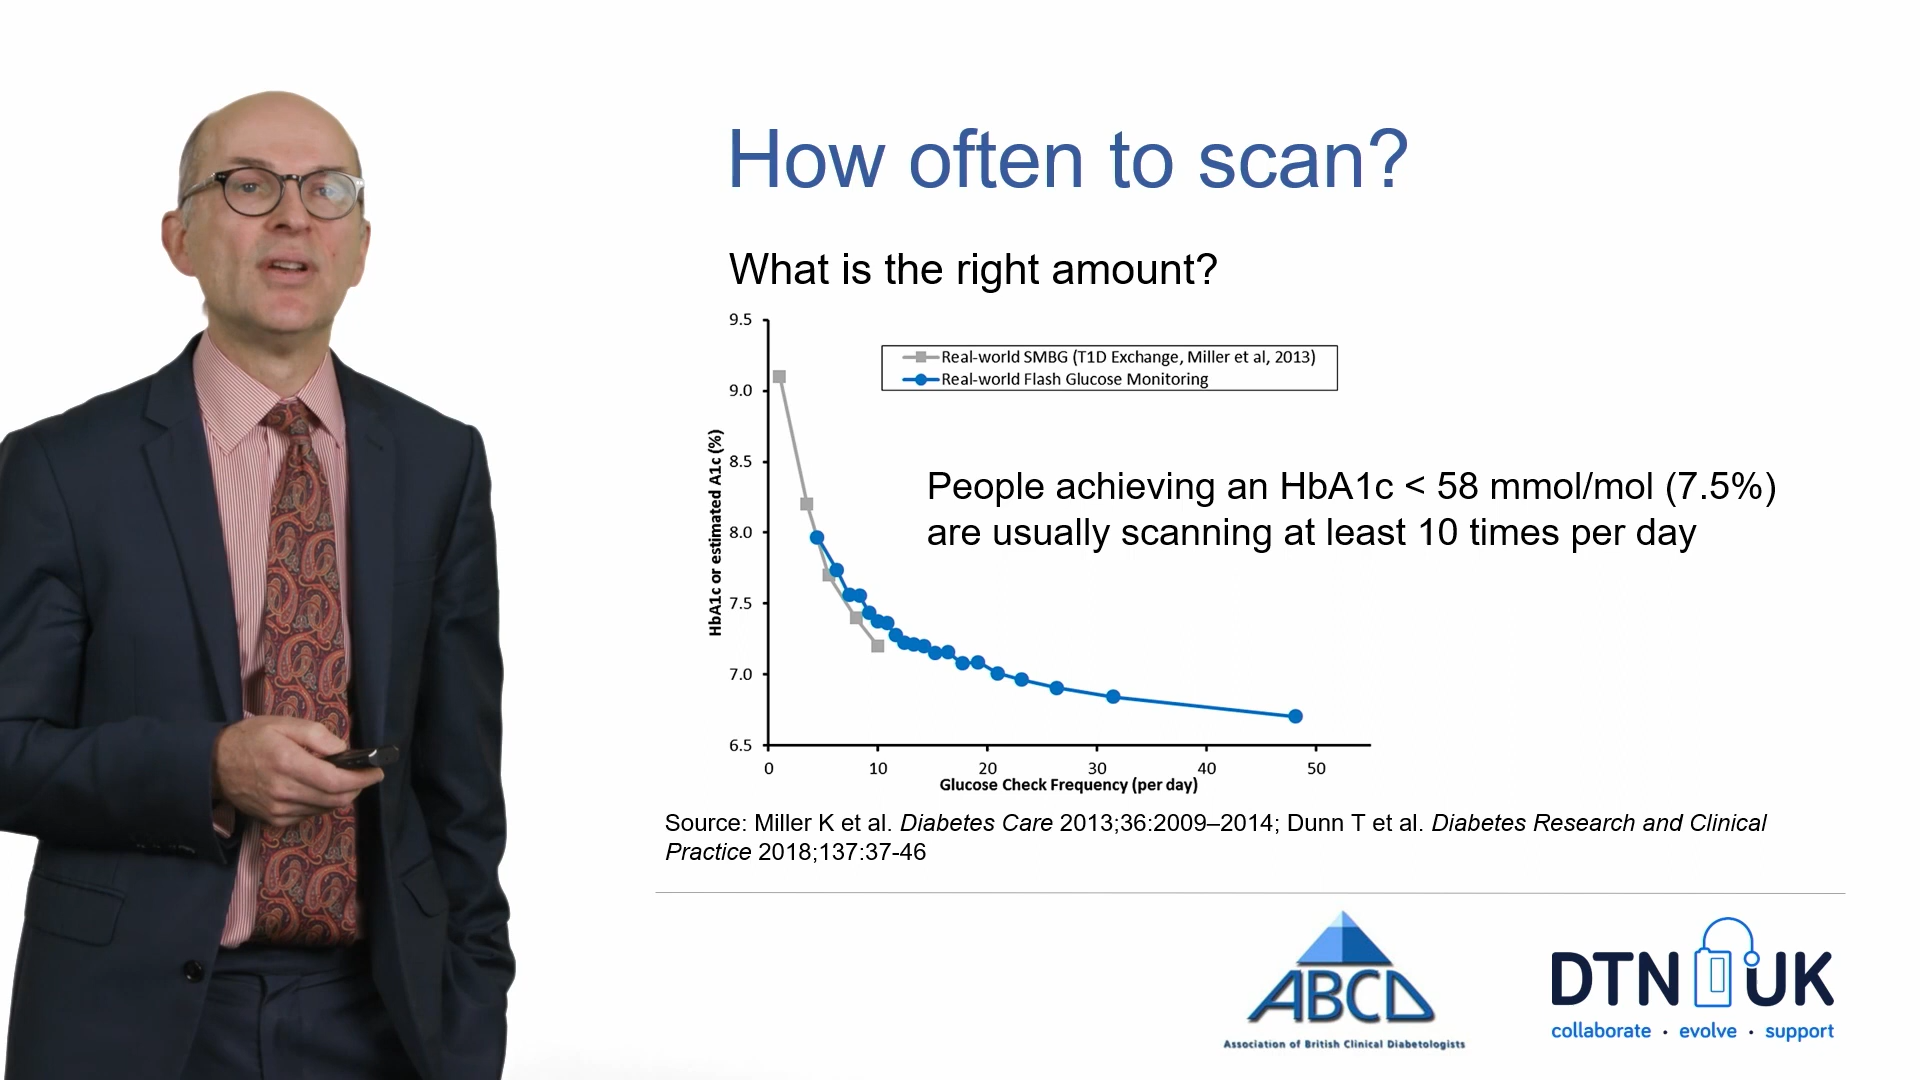 How often to scan?
What is the right amount?
9.5
9.0
8.5
8.0
7.5
7.0
6.5
HbA1c or estimated A1c (%)
Real-world SMBG (T1D Exchange, Miller et al, 2013)
Real-world Flash Glucose Monitoring
People achieving an HbA1c < 58 mmol/mol (7.5%)
are usually scanning at least 10 times per day
0 10 20 30 40 50
Glucose Check Frequency (per day)
Source: Miller K et al. Diabetes Care 2013;36:2009–2014; Dunn T et al. Diabetes Research and Clinical
Practice 2018;137:37-46
ABCD
Association of British Clinical Diabetologists
DTN UK
collaborate · evolve · support